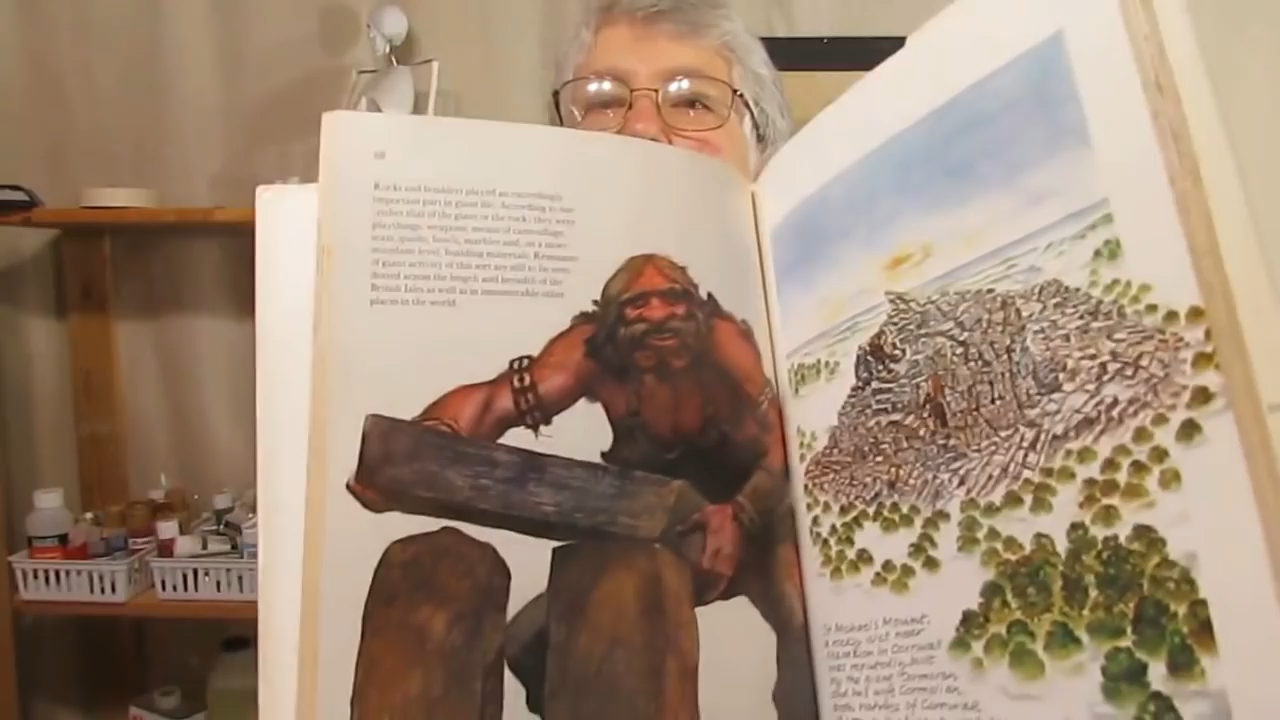 68
Rocks and boulders played an exceedingly
important part in giant life. According to one
rather that of the giant or the rock; they were
playthings, weapons, means of camouflage,
seats, quoits, bowls, marbles and, on a more
mundane level, building materials. Remnants
of giant activity of this sort are still to be seen
dotted across the length and breadth of the
British Isles as well as in innumerable other
places in the world.
St Michael's Mount,
a rocky islet near
Marazion in Cornwall
was reputedly built
by the giant Cormoran
and his wife Cormelian,
both natives of Cornwall,